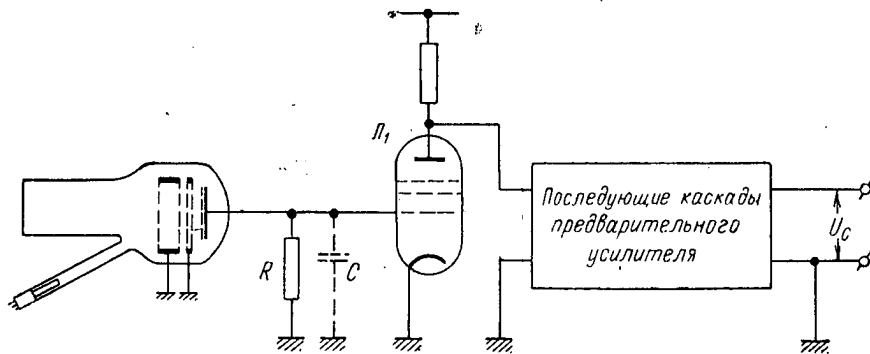 Л₁
R
C
Последующие каскады
предварительного
усилителя
U_C